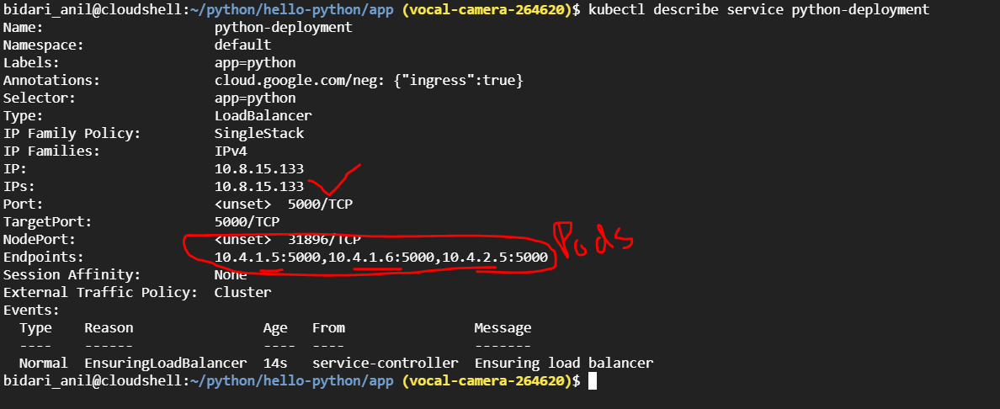 bidari_anil@cloudshell:~/python/hello-python/app (vocal-camera-264620)$ kubectl describe service python-deployment
Name:                     python-deployment
Namespace:                default
Labels:                   app=python
Annotations:              cloud.google.com/neg: {"ingress":true}
Selector:                 app=python
Type:                     LoadBalancer
IP Family Policy:         SingleStack
IP Families:              IPv4
IP:                       10.8.15.133
IPs:                      10.8.15.133
Port:                     <unset>  5000/TCP
TargetPort:               5000/TCP
NodePort:                 <unset>  31896/TCP
Endpoints:                10.4.1.5:5000,10.4.1.6:5000,10.4.2.5:5000
Pods
Session Affinity:         None
External Traffic Policy:  Cluster
Events:
  Type    Reason                Age   From                Message
  ----    ------                ----  ----                -------
  Normal  EnsuringLoadBalancer  14s   service-controller  Ensuring load balancer
bidari_anil@cloudshell:~/python/hello-python/app (vocal-camera-264620)$